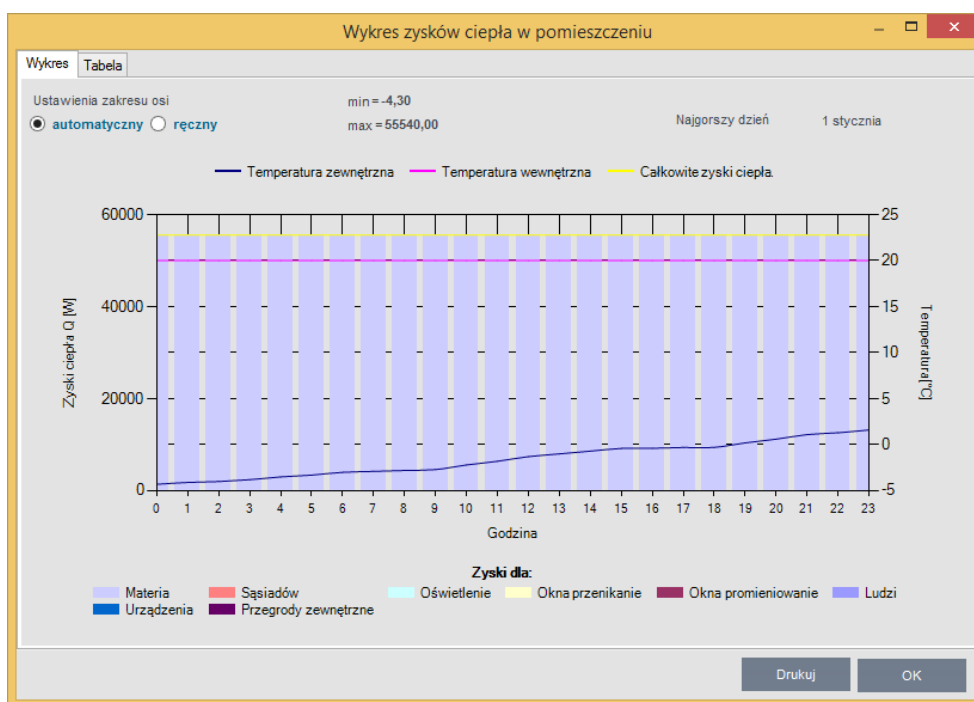 Wykres zysków ciepła w pomieszczeniu
Wykres Tabela
Ustawienia zakresu osi
automatyczny ręczny
min = -4,30
max = 55540,00
Najgorszy dzień 1 stycznia
Temperatura zewnętrzna Temperatura wewnętrzna Całkowite zyski ciepła.
60000
40000
20000
0
Zyski ciepła Q [W]
25
20
15
10
5
0
-5
Temperatura[°C]
0 1 2 3 4 5 6 7 8 9 10 11 12 13 14 15 16 17 18 19 20 21 22 23
Godzina
Zyski dla:
Materia Sąsiadów Oświetlenie Okna przenikanie Okna promieniowanie Ludzi
Urządzenia Przegrody zewnętrzne
Drukuj OK